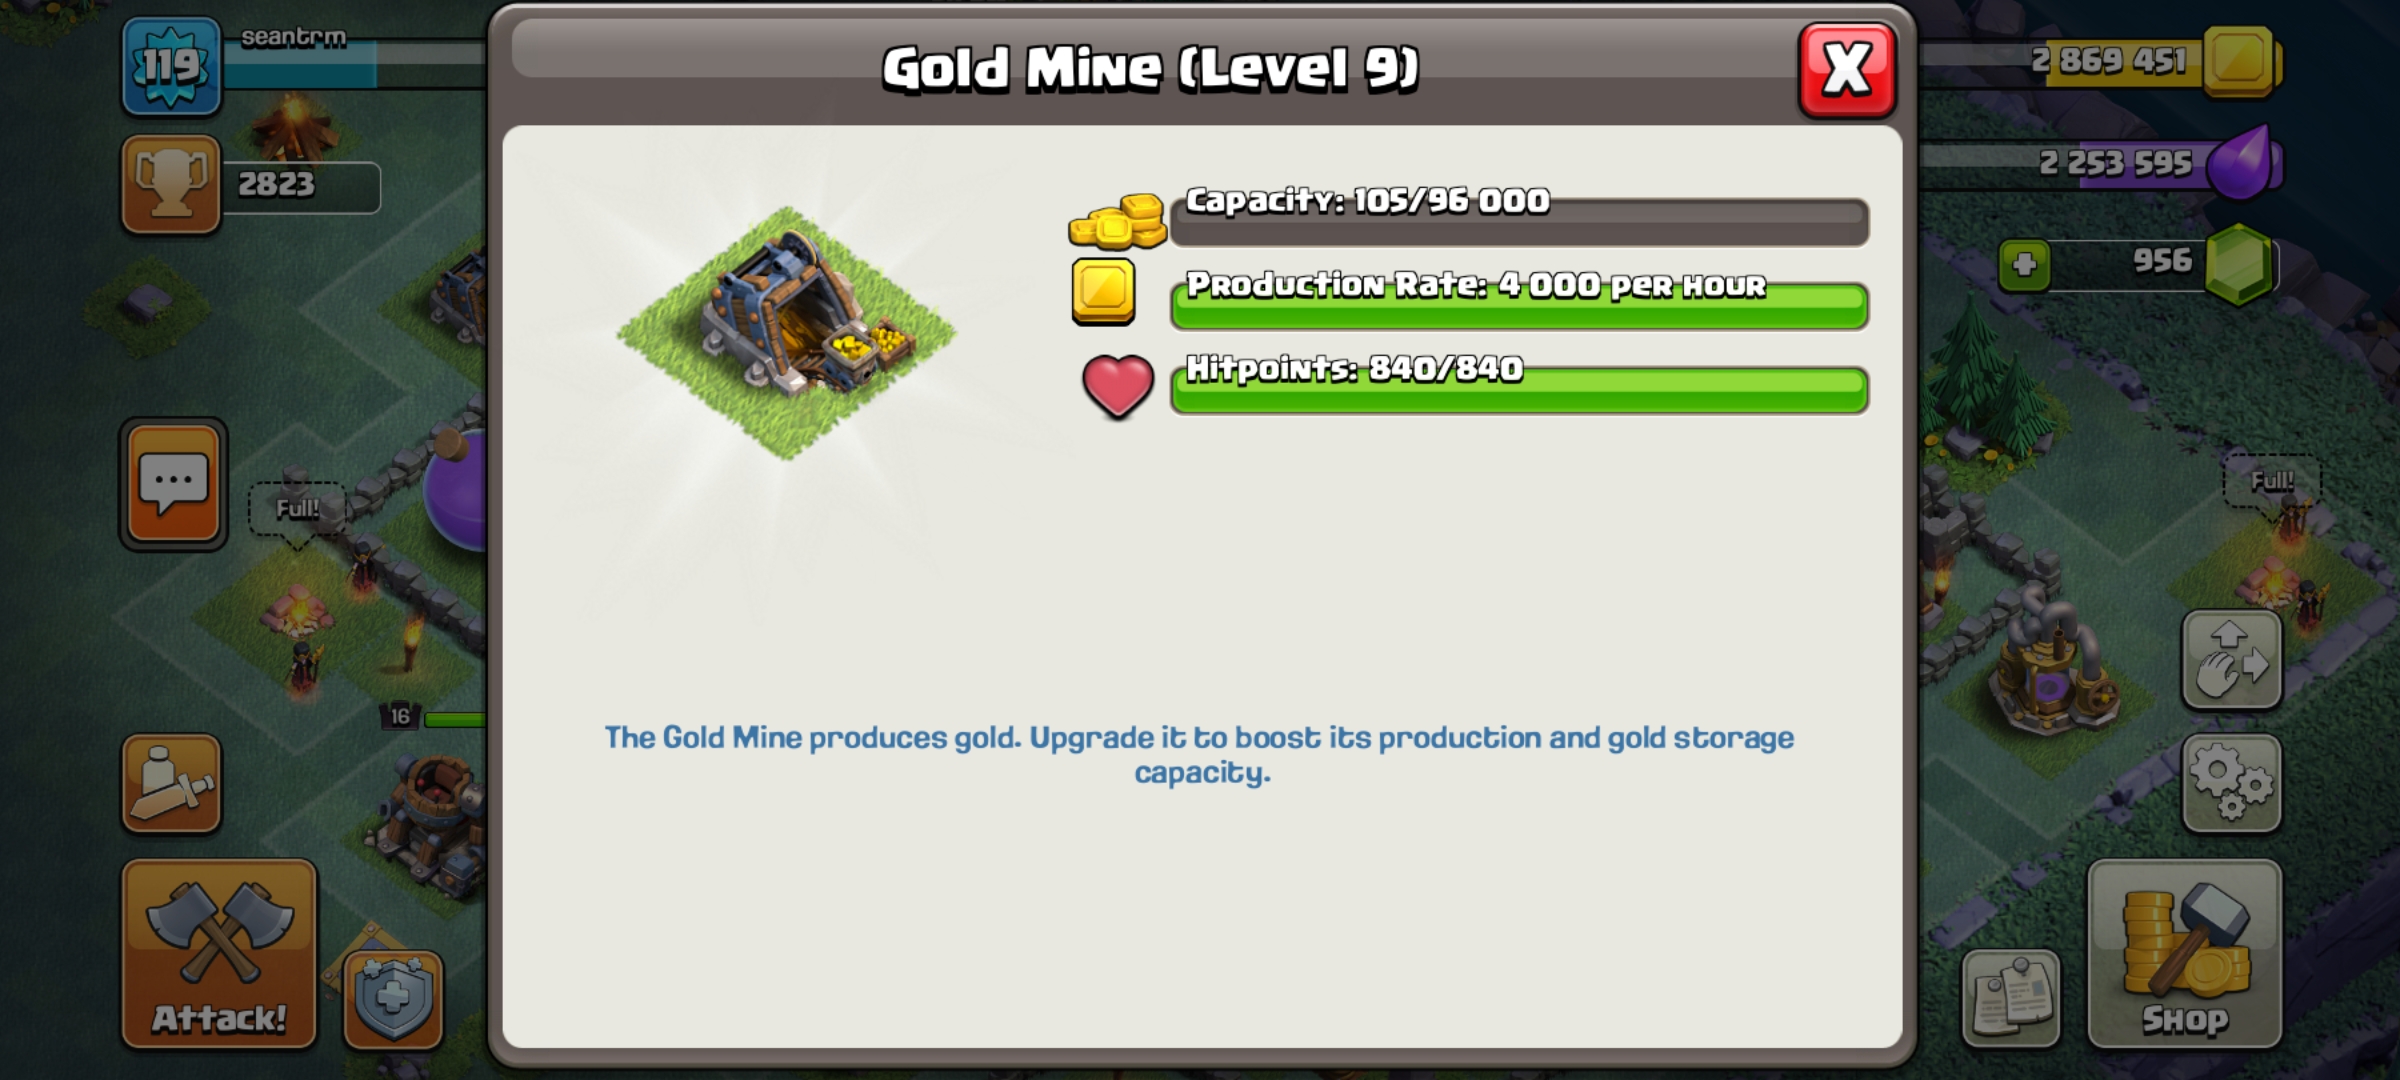 119
seantrm
Gold Mine (Level 9)
X
2 869 451
2823
Capacity: 105/96 000
2 253 595
Production Rate: 4 000 per hour
956
Hitpoints: 840/840
Full!
Full!
16
The Gold Mine produces gold. Upgrade it to boost its production and gold storage
capacity.
Attack!
Shop